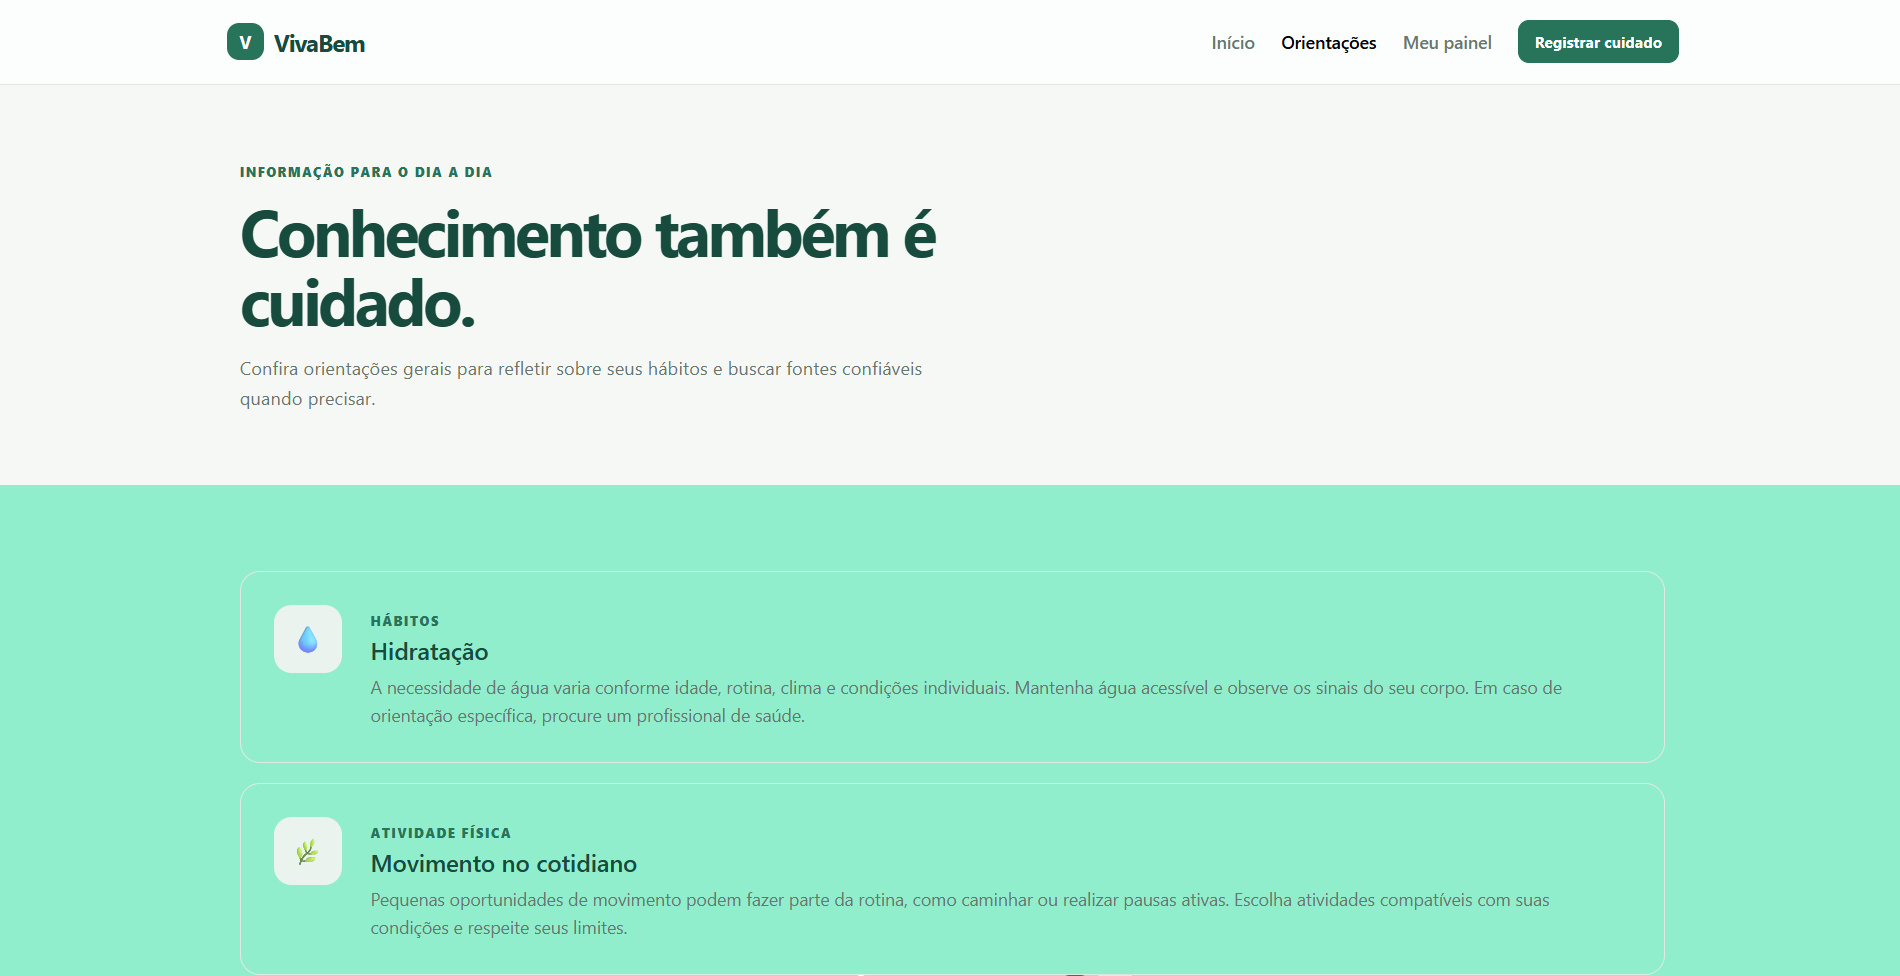 V VivaBem
Início Orientações Meu painel Registrar cuidado
INFORMAÇÃO PARA O DIA A DIA
Conhecimento também é
cuidado.
Confira orientações gerais para refletir sobre seus hábitos e buscar fontes confiáveis
quando precisar.
HÁBITOS
Hidratação
A necessidade de água varia conforme idade, rotina, clima e condições individuais. Mantenha água acessível e observe os sinais do seu corpo. Em caso de
orientação específica, procure um profissional de saúde.
ATIVIDADE FÍSICA
Movimento no cotidiano
Pequenas oportunidades de movimento podem fazer parte da rotina, como caminhar ou realizar pausas ativas. Escolha atividades compatíveis com suas
condições e respeite seus limites.